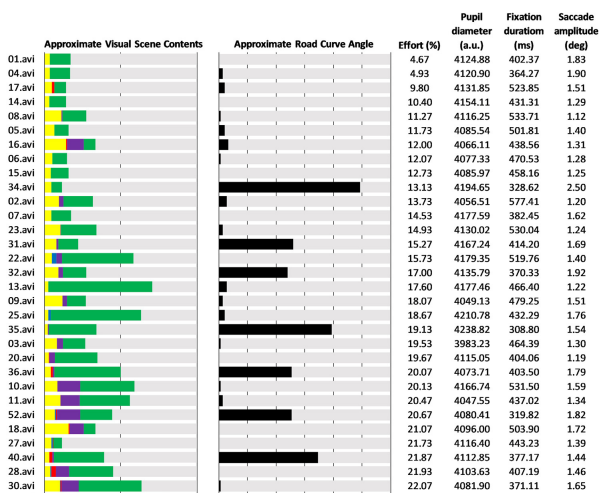 Approximate Visual Scene Contents Approximate Road Curve Angle Effort (%) Pupil diameter (a.u.) Fixation duratiom (ms) Saccade amplitude (deg)
01.avi 4.67 4124.88 402.37 1.83
04.avi 4.93 4120.90 364.27 1.90
17.avi 9.80 4131.85 523.85 1.51
14.avi 10.40 4154.11 431.31 1.29
08.avi 11.27 4116.25 533.71 1.12
05.avi 11.73 4085.54 501.81 1.40
16.avi 12.00 4066.11 438.56 1.31
06.avi 12.07 4077.33 470.53 1.28
15.avi 12.73 4085.97 458.16 1.25
34.avi 13.13 4194.65 328.62 2.50
02.avi 13.73 4056.51 577.41 1.20
07.avi 14.53 4177.59 382.45 1.62
23.avi 14.93 4130.02 530.04 1.24
31.avi 15.27 4167.24 414.20 1.69
22.avi 15.73 4179.35 519.76 1.40
32.avi 17.00 4135.79 370.33 1.92
13.avi 17.60 4177.46 466.40 1.22
09.avi 18.07 4049.13 479.25 1.51
25.avi 18.67 4210.78 432.29 1.76
35.avi 19.13 4238.82 308.80 1.54
03.avi 19.53 3983.23 464.39 1.30
20.avi 19.67 4115.05 404.06 1.19
36.avi 20.07 4073.71 403.50 1.79
10.avi 20.13 4166.74 531.50 1.59
11.avi 20.47 4047.55 437.02 1.34
52.avi 20.67 4080.41 319.82 1.82
18.avi 21.07 4096.00 503.90 1.72
27.avi 21.73 4116.40 443.23 1.39
40.avi 21.87 4112.85 377.17 1.44
28.avi 21.93 4103.63 407.19 1.46
30.avi 22.07 4081.90 371.11 1.65